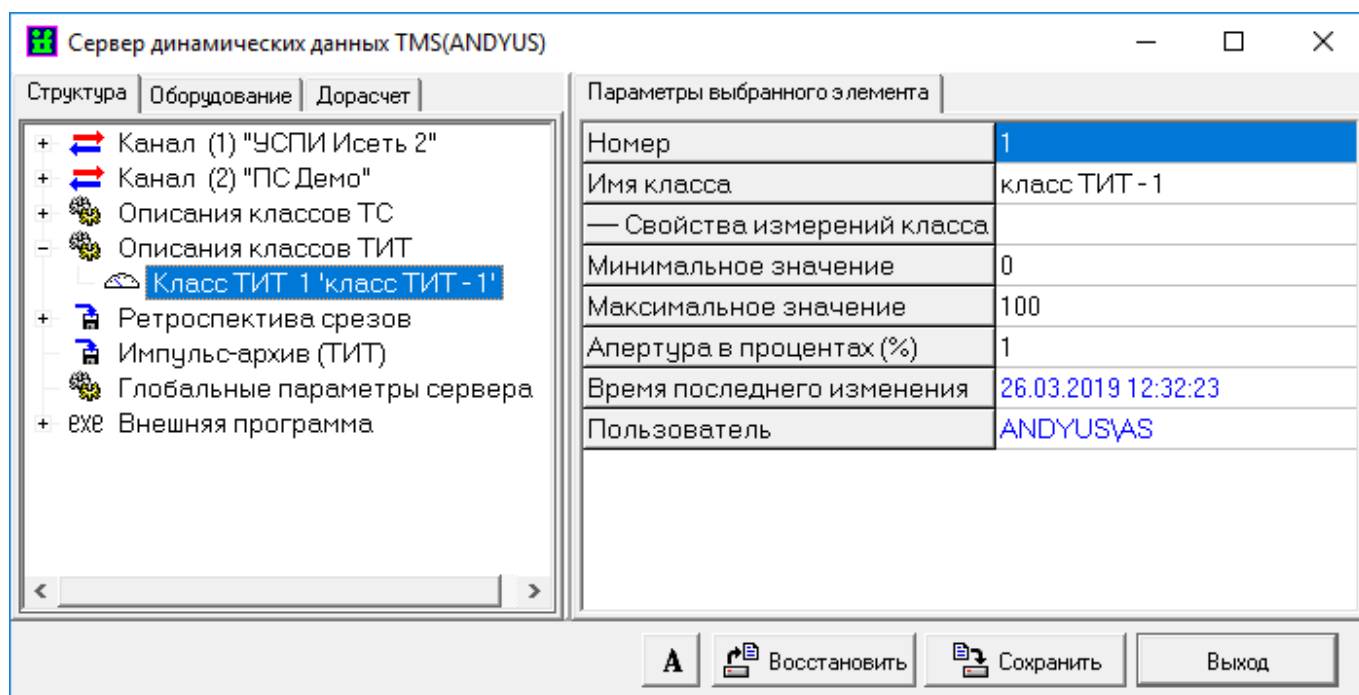 Сервер динамических данных TMS(ANDYUS)
Структура Оборудование Дорасчет
+ Канал (1) "УСПИ Исеть 2"
+ Канал (2) "ПС Демо"
+ Описания классов ТС
- Описания классов ТИТ
Класс ТИТ 1 'класс ТИТ - 1'
+ Ретроспектива срезов
Импульс-архив (ТИТ)
Глобальные параметры сервера
+ exe Внешняя программа
Параметры выбранного элемента
Номер 1
Имя класса класс ТИТ - 1
— Свойства измерений класса
Минимальное значение 0
Максимальное значение 100
Апертура в процентах (%) 1
Время последнего изменения 26.03.2019 12:32:23
Пользователь ANDYUS\AS
A Восстановить Сохранить Выход